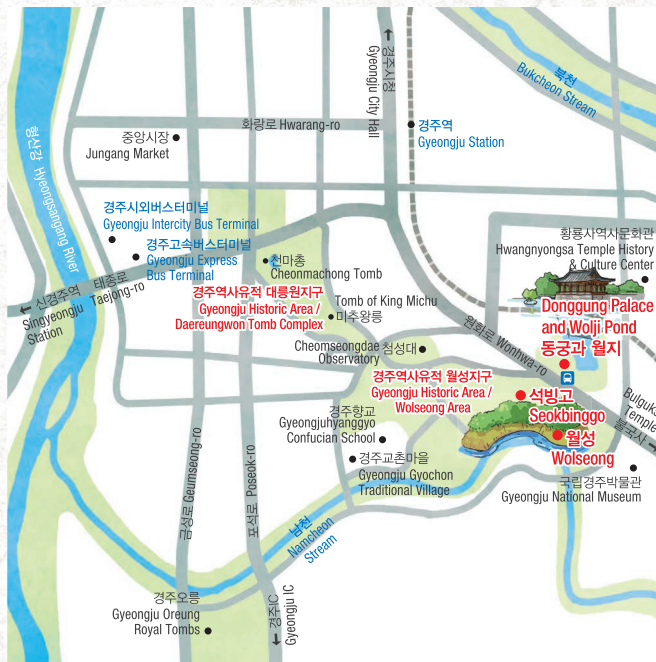 경주시청
Gyeongju City Hall
북천
Bukcheon Stream
화랑로 Hwarang-ro
경주역
Gyeongju Station
중앙시장
Jungang Market
형산강 Hyeongsangang River
경주시외버스터미널
Gyeongju Intercity Bus Terminal
경주고속버스터미널
Gyeongju Express
Bus Terminal
신경주역
Singyeongju
Station
태종로
Taejong-ro
천마총
Cheonmachong Tomb
경주역사유적 대릉원지구
Gyeongju Historic Area /
Daereungwon Tomb Complex
Tomb of King Michu
미추왕릉
Cheomseongdae 첨성대
Observatory
황룡사역사문화관
Hwangnyongsa Temple History
& Culture Center
Donggung Palace
and Wolji Pond
동궁과 월지
원화로 Wonhwa-ro
경주역사유적 월성지구
Gyeongju Historic Area /
Wolseong Area
석빙고
Seokbinggo
월성
Wolseong
불국사
Temple
경주향교
Gyeongjuhyanggyo
Confucian School
경주교촌마을
Gyeongju Gyochon
Traditional Village
국립경주박물관
Gyeongju National Museum
금성로 Geumseong-ro
포석로 Poseok-ro
남천
Namcheon
Stream
경주오릉
Gyeongju Oreung
Royal Tombs
경주IC
Gyeongju IC